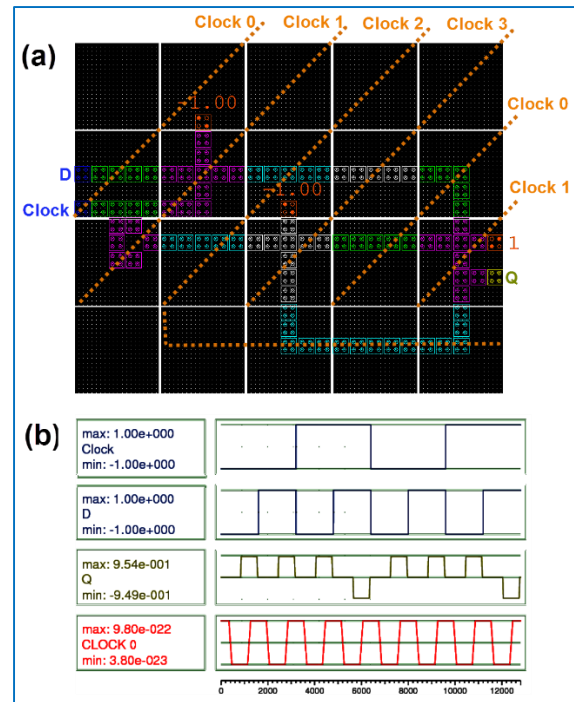 Clock 0
Clock 1
Clock 2
Clock 3
(a)
-1.00
Clock 0
D
-1.00
Clock
Clock 1
1
Q
(b)
max: 1.00e+000
Clock
min: -1.00e+000
max: 1.00e+000
D
min: -1.00e+000
max: 9.54e-001
Q
min: -9.49e-001
max: 9.80e-022
CLOCK 0
min: 3.80e-023
0 2000 4000 6000 8000 10000 12000